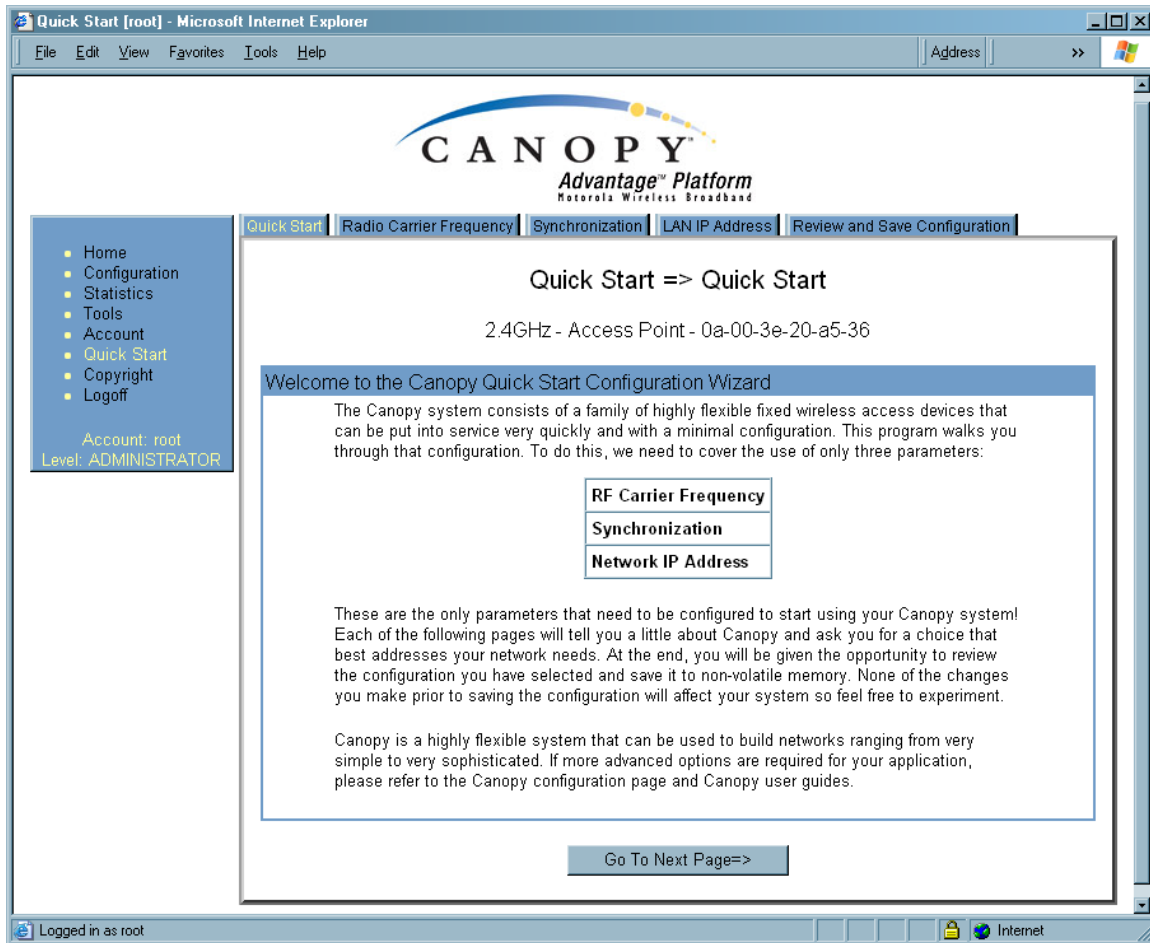 Quick Start [root] - Microsoft Internet Explorer
File Edit View Favorites Tools Help
Address »
CANOPY™
Advantage™ Platform
Motorola Wireless Broadband
Quick Start Radio Carrier Frequency Synchronization LAN IP Address Review and Save Configuration
Home
Configuration
Statistics
Tools
Account
Quick Start
Copyright
Logoff
Account: root
Level: ADMINISTRATOR
Quick Start => Quick Start
2.4GHz - Access Point - 0a-00-3e-20-a5-36
Welcome to the Canopy Quick Start Configuration Wizard
The Canopy system consists of a family of highly flexible fixed wireless access devices that
can be put into service very quickly and with a minimal configuration. This program walks you
through that configuration. To do this, we need to cover the use of only three parameters:
RF Carrier Frequency
Synchronization
Network IP Address
These are the only parameters that need to be configured to start using your Canopy system!
Each of the following pages will tell you a little about Canopy and ask you for a choice that
best addresses your network needs. At the end, you will be given the opportunity to review
the configuration you have selected and save it to non-volatile memory. None of the changes
you make prior to saving the configuration will affect your system so feel free to experiment.
Canopy is a highly flexible system that can be used to build networks ranging from very
simple to very sophisticated. If more advanced options are required for your application,
please refer to the Canopy configuration page and Canopy user guides.
Go To Next Page=>
Logged in as root
Internet